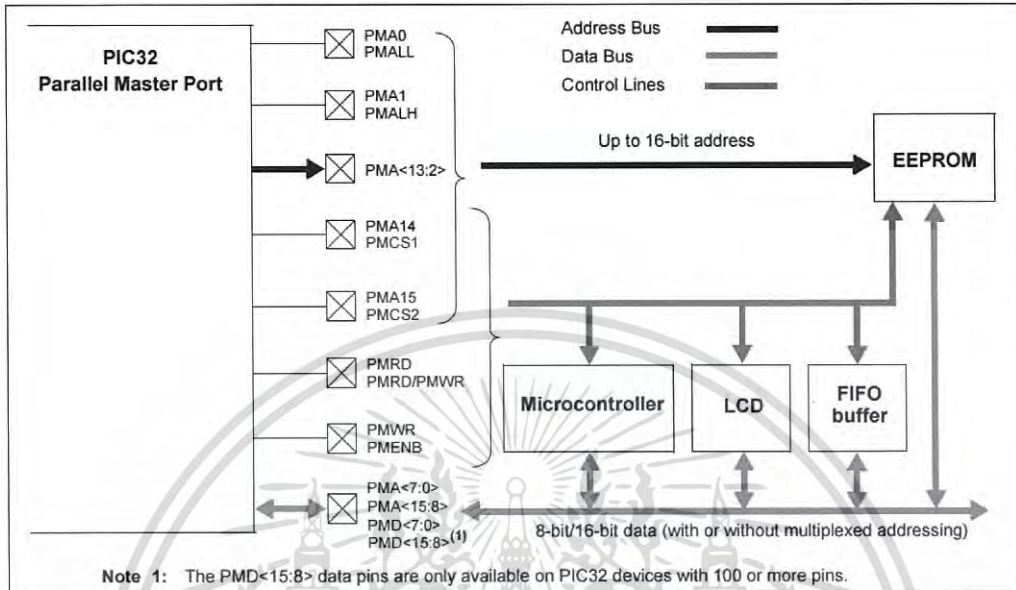 PIC32
Parallel Master Port
PMA0
PMALL
PMA1
PMALH
PMA<13:2>
PMA14
PMCS1
PMA15
PMCS2
PMRD
PMRD/PMWR
PMWR
PMENB
PMA<7:0>
PMA<15:8>
PMD<7:0>
PMD<15:8>(1)
Address Bus
Data Bus
Control Lines
Up to 16-bit address
EEPROM
Microcontroller
LCD
FIFO
buffer
8-bit/16-bit data (with or without multiplexed addressing)
Note 1: The PMD<15:8> data pins are only available on PIC32 devices with 100 or more pins.